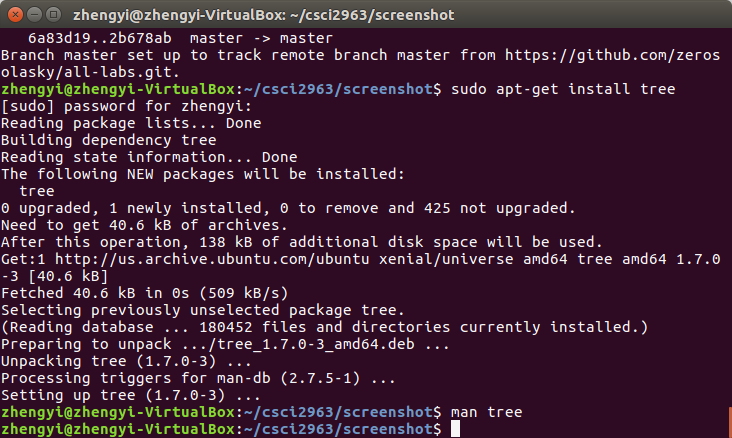 zhengyi@zhengyi-VirtualBox: ~/csci2963/screenshot
   6a83d19..2b678ab  master -> master
Branch master set up to track remote branch master from https://github.com/zeros
olasky/all-labs.git.
zhengyi@zhengyi-VirtualBox:~/csci2963/screenshot$ sudo apt-get install tree
[sudo] password for zhengyi:
Reading package lists... Done
Building dependency tree
Reading state information... Done
The following NEW packages will be installed:
  tree
0 upgraded, 1 newly installed, 0 to remove and 425 not upgraded.
Need to get 40.6 kB of archives.
After this operation, 138 kB of additional disk space will be used.
Get:1 http://us.archive.ubuntu.com/ubuntu xenial/universe amd64 tree amd64 1.7.0
-3 [40.6 kB]
Fetched 40.6 kB in 0s (509 kB/s)
Selecting previously unselected package tree.
(Reading database ... 180452 files and directories currently installed.)
Preparing to unpack .../tree_1.7.0-3_amd64.deb ...
Unpacking tree (1.7.0-3) ...
Processing triggers for man-db (2.7.5-1) ...
Setting up tree (1.7.0-3) ...
zhengyi@zhengyi-VirtualBox:~/csci2963/screenshot$ man tree
zhengyi@zhengyi-VirtualBox:~/csci2963/screenshot$